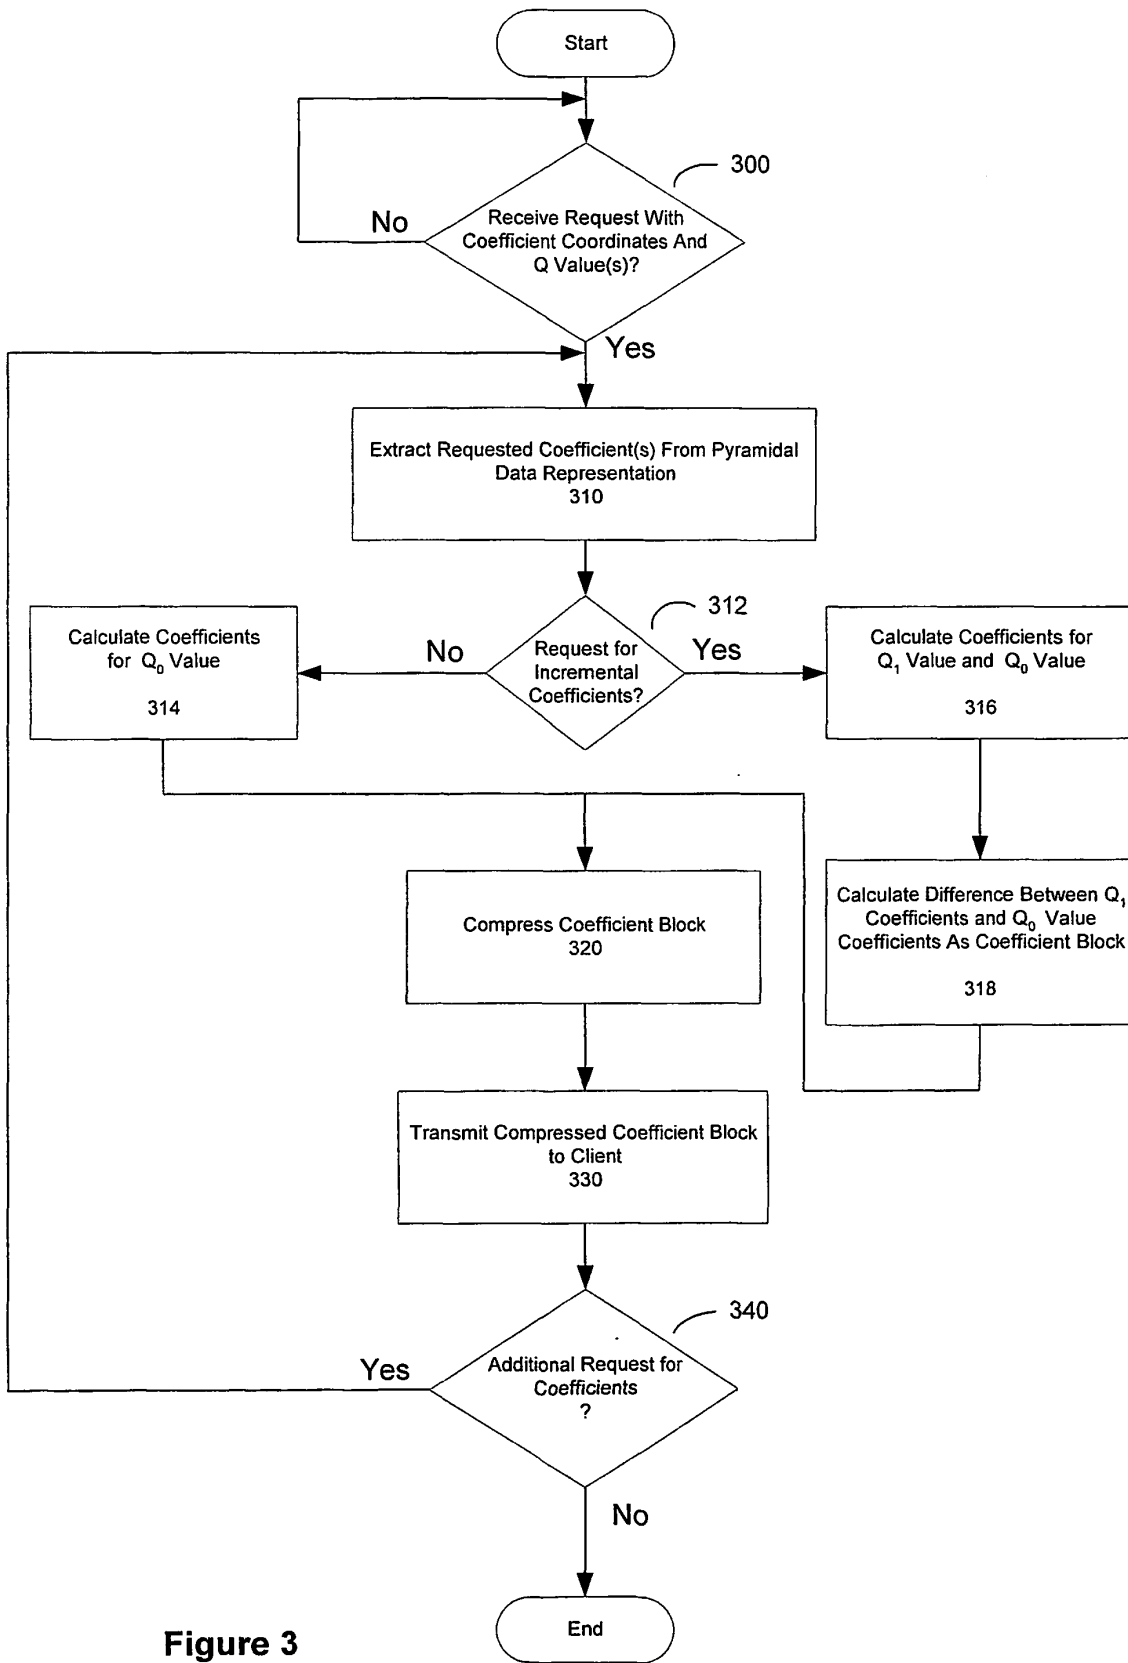 Start
300
Receive Request With
Coefficient Coordinates And
Q Value(s)?
No
Yes
Extract Requested Coefficient(s) From Pyramidal
Data Representation
310
312
Request for
Incremental
Coefficients?
No
Yes
Calculate Coefficients
for Q₀ Value
314
Calculate Coefficients for
Q₁ Value and Q₀ Value
316
Calculate Difference Between Q₁
Coefficients and Q₀ Value
Coefficients As Coefficient Block
318
Compress Coefficient Block
320
Transmit Compressed Coefficient Block
to Client
330
340
Additional Request for
Coefficients
?
Yes
No
End
Figure 3